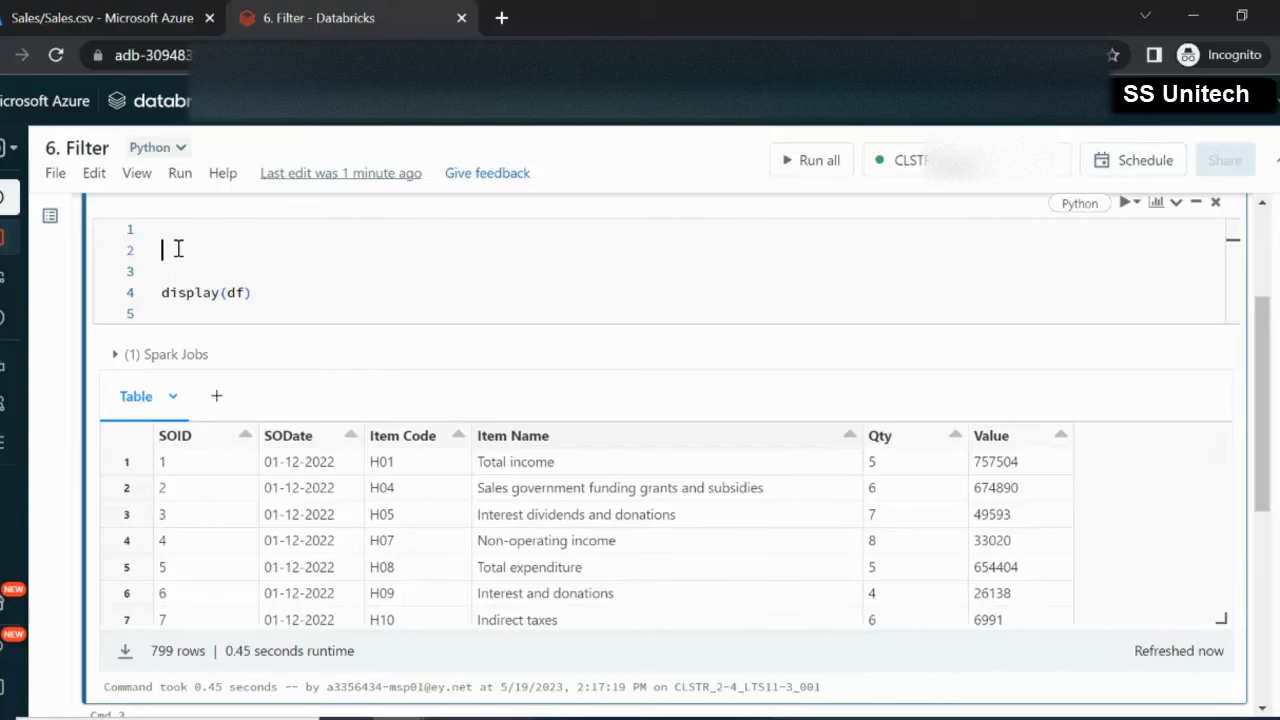 Sales/Sales.csv - Microsoft Azure
6. Filter - Databricks
adb-309483
Incognito
icrosoft Azure
databr
SS Unitech
6. Filter
Python
Run all
CLSTR
Schedule
Share
File Edit View Run Help Last edit was 1 minute ago Give feedback
Python
1
2
3
4 display(df)
5
(1) Spark Jobs
Table
SOID SODate Item Code Item Name Qty Value
1 1 01-12-2022 H01 Total income 5 757504
2 2 01-12-2022 H04 Sales government funding grants and subsidies 6 674890
3 3 01-12-2022 H05 Interest dividends and donations 7 49593
4 4 01-12-2022 H07 Non-operating income 8 33020
5 5 01-12-2022 H08 Total expenditure 5 654404
6 6 01-12-2022 H09 Interest and donations 4 26138
7 7 01-12-2022 H10 Indirect taxes 6 6991
NEW
NEW
799 rows | 0.45 seconds runtime
Refreshed now
Command took 0.45 seconds -- by a3356434-msp01@ey.net at 5/19/2023, 2:17:19 PM on CLSTR_2-4_LTS11-3_001
Cmd 3